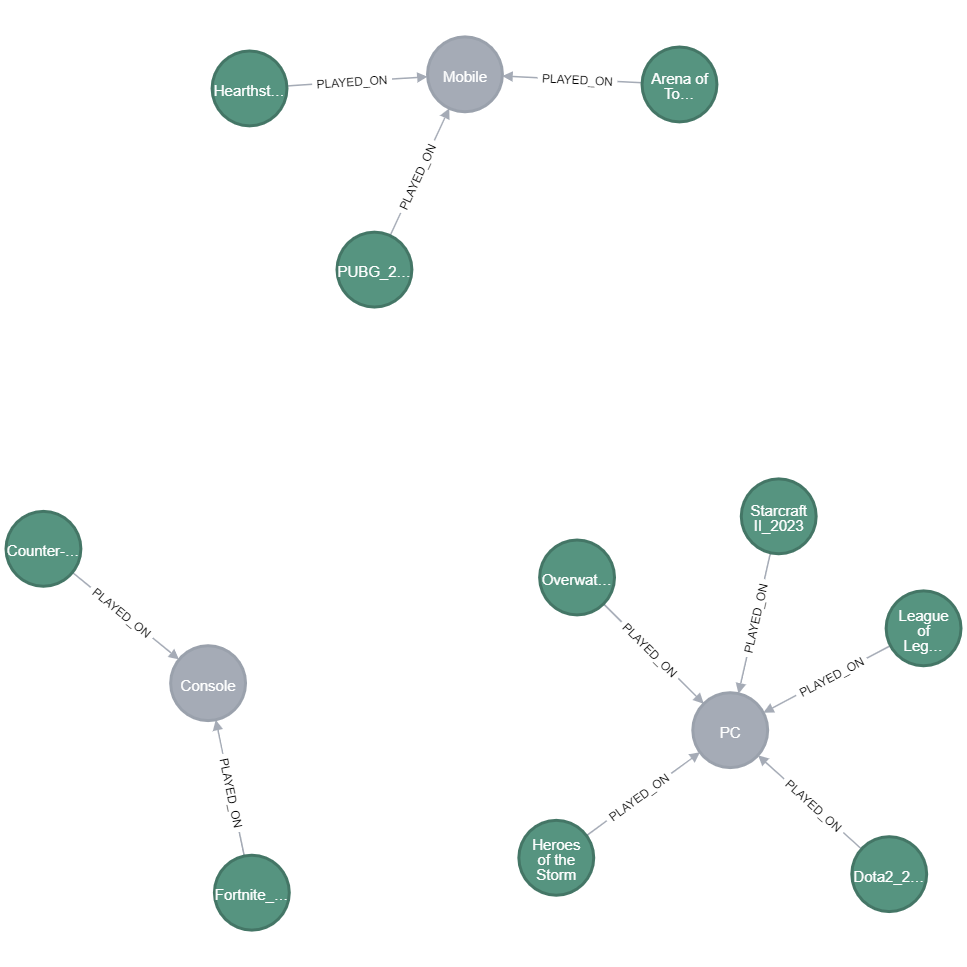 Mobile
Hearthst...
PLAYED_ON
PLAYED_ON
Arena of
To...
PLAYED_ON
PUBG_2...
Starcraft
II_2023
Counter-...
Overwat...
PLAYED_ON
PLAYED_ON
League
of
Leg...
PLAYED_ON
PLAYED_ON
Console
PLAYED_ON
PC
PLAYED_ON
PLAYED_ON
PLAYED_ON
Heroes
of the
Storm
Dota2_2...
Fortnite_...